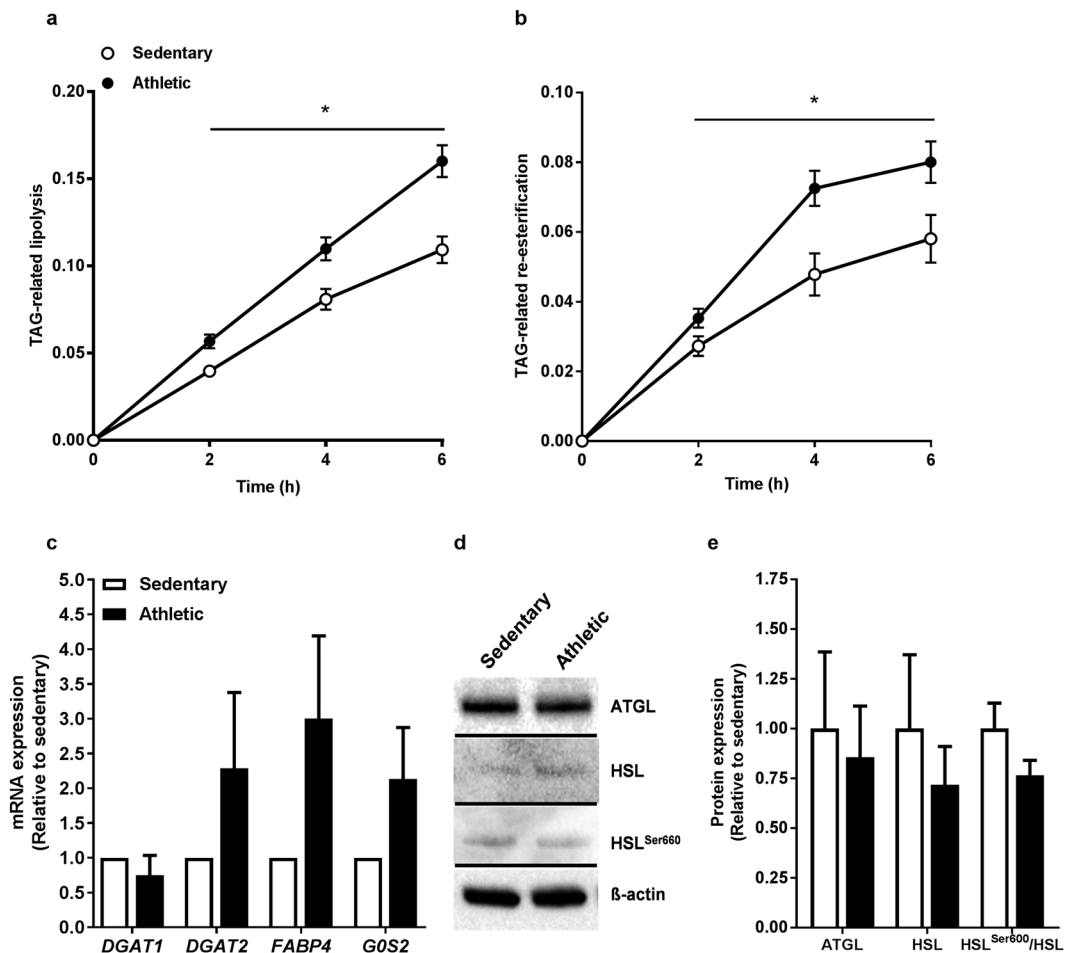 a
Sedentary
Athletic
TAG-related lipolysis
0.20
0.15
0.10
0.05
0.00
0
2
4
6
*
Time (h)
b
TAG-related re-esterification
0.10
0.08
0.06
0.04
0.02
0.00
0
2
4
6
*
Time (h)
c
Sedentary
Athletic
mRNA expression
(Relative to sedentary)
5.0
4.5
4.0
3.5
3.0
2.5
2.0
1.5
1.0
0.5
0.0
DGAT1
DGAT2
FABP4
G0S2
d
Sedentary
Athletic
ATGL
HSL
HSLSer660
ß-actin
e
Protein expression
(Relative to sedentary)
1.75
1.50
1.25
1.00
0.75
0.50
0.25
0.00
ATGL
HSL
HSLSer600/HSL